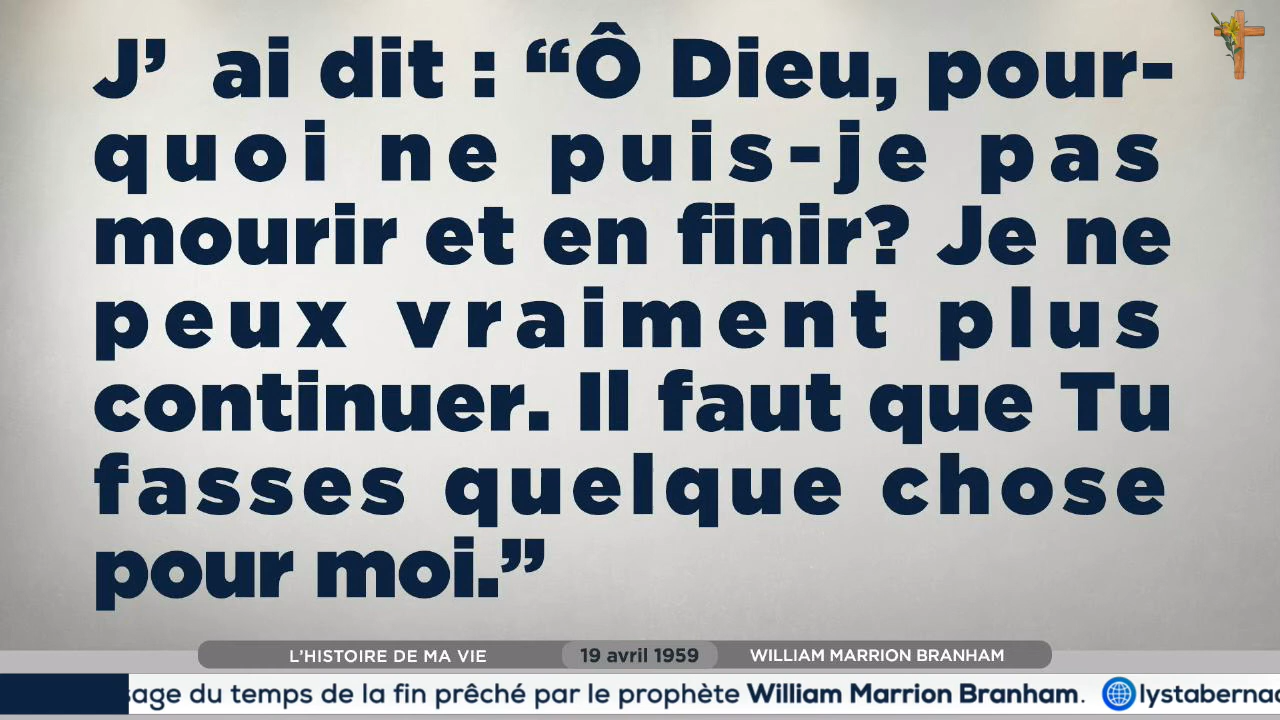 J’ ai dit : “Ô Dieu, pour-
quoi ne puis-je pas
mourir et en finir? Je ne
peux vraiment plus
continuer. Il faut que Tu
fasses quelque chose
pour moi.”
L’HISTOIRE DE MA VIE 19 avril 1959 WILLIAM MARRION BRANHAM
sage du temps de la fin prêché par le prophète William Marrion Branham. lystabernac